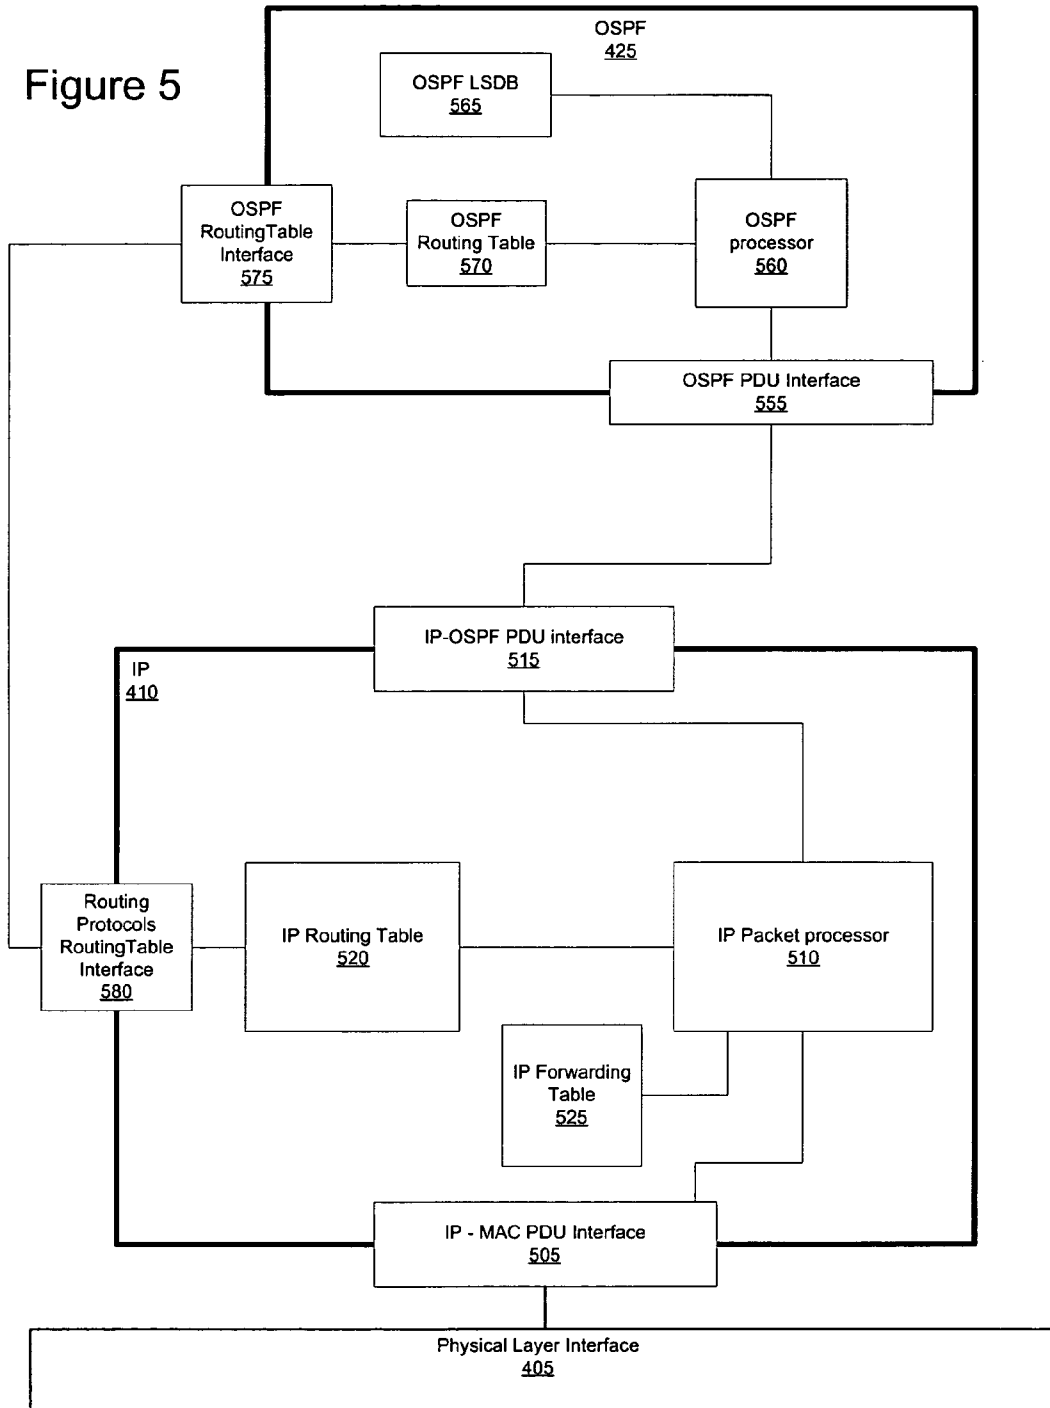 Figure 5
OSPF
425
OSPF LSDB
565
OSPF
RoutingTable
Interface
575
OSPF
Routing Table
570
OSPF
processor
560
OSPF PDU Interface
555
IP-OSPF PDU interface
515
IP
410
Routing
Protocols
RoutingTable
Interface
580
IP Routing Table
520
IP Packet processor
510
IP Forwarding
Table
525
IP - MAC PDU Interface
505
Physical Layer Interface
405